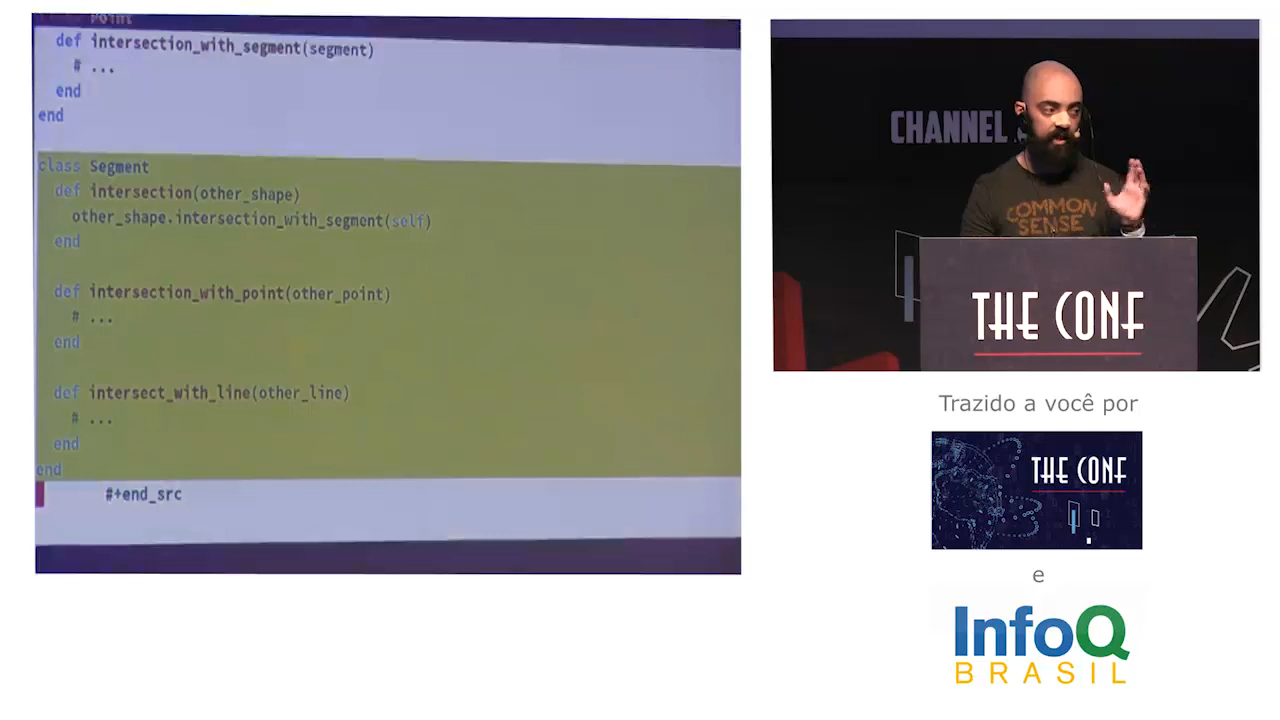 POINT
def intersection_with_segment(segment)
# ...
end
end
class Segment
def intersection(other_shape)
other_shape.intersection_with_segment(self)
end
def intersection_with_point(other_point)
# ...
end
def intersect_with_line(other_line)
# ...
end
end
#+end_src
CHANNEL
COMMON
SENSE
THE CONF
Trazido a você por
THE CONF
e
InfoQ
BRASIL